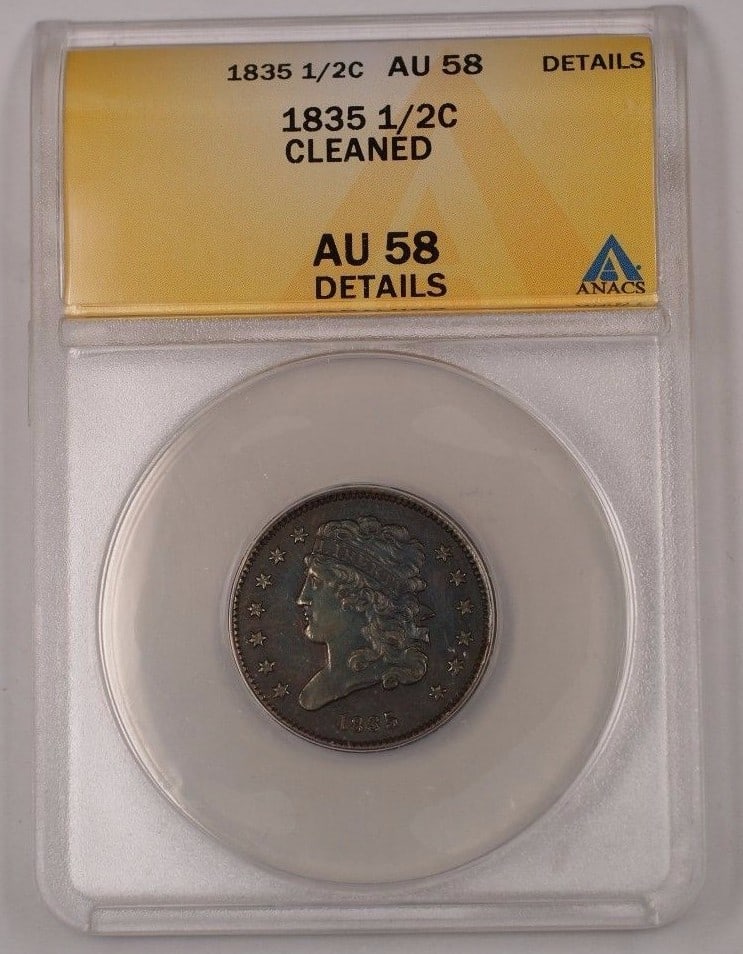 1835 1/2C AU 58 DETAILS
1835 1/2C
CLEANED
AU 58
DETAILS
ANACS
1835